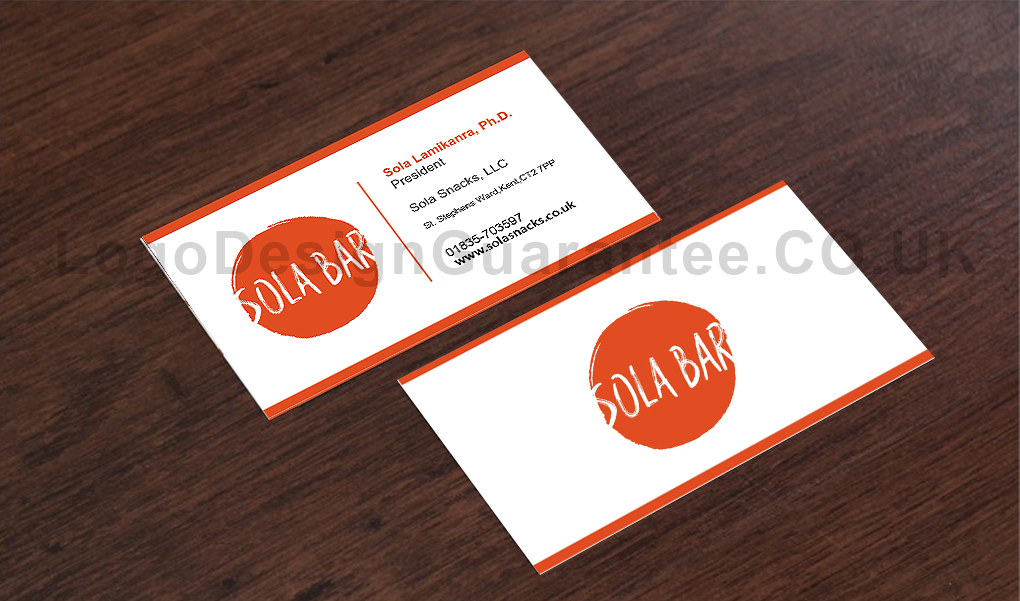 Sola Lamikanra, Ph.D.
President
Sola Snacks, LLC
St. Stephens Ward,Kent,CT2 7PP
01835-703597
www.solasnacks.co.uk
SOLA BAR
SOLA BAR
LogoDesignGuarantee.CO.uk